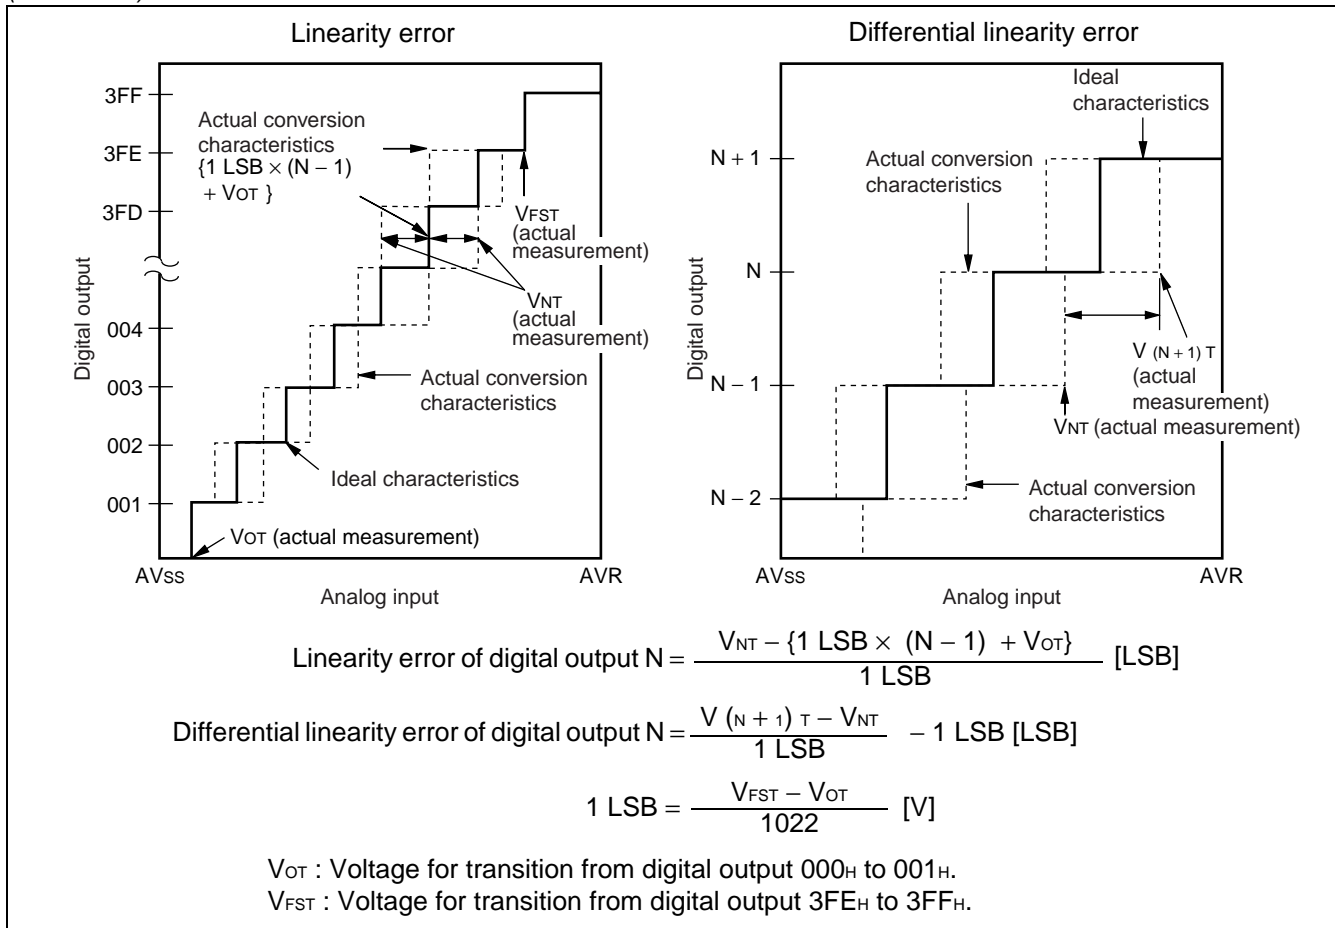 Linearity error
3FF
3FE
3FD
004
003
002
001
Digital output
Actual conversion
characteristics
{1 LSB × (N − 1)
+ VOT }
VFST
(actual
measurement)
VNT
(actual
measurement)
Actual conversion
characteristics
Ideal characteristics
VOT (actual measurement)
AVSS
AVR
Analog input
Differential linearity error
N + 1
N
N − 1
N − 2
Digital output
Ideal
characteristics
Actual conversion
characteristics
V (N + 1) T
(actual
measurement)
VNT (actual measurement)
Actual conversion
characteristics
AVSS
AVR
Analog input
Linearity error of digital output N = VNT − {1 LSB × (N − 1) + VOT} / 1 LSB [LSB]
Differential linearity error of digital output N = V (N + 1) T − VNT / 1 LSB − 1 LSB [LSB]
1 LSB = VFST − VOT / 1022 [V]
VOT : Voltage for transition from digital output 000H to 001H.
VFST : Voltage for transition from digital output 3FEH to 3FFH.